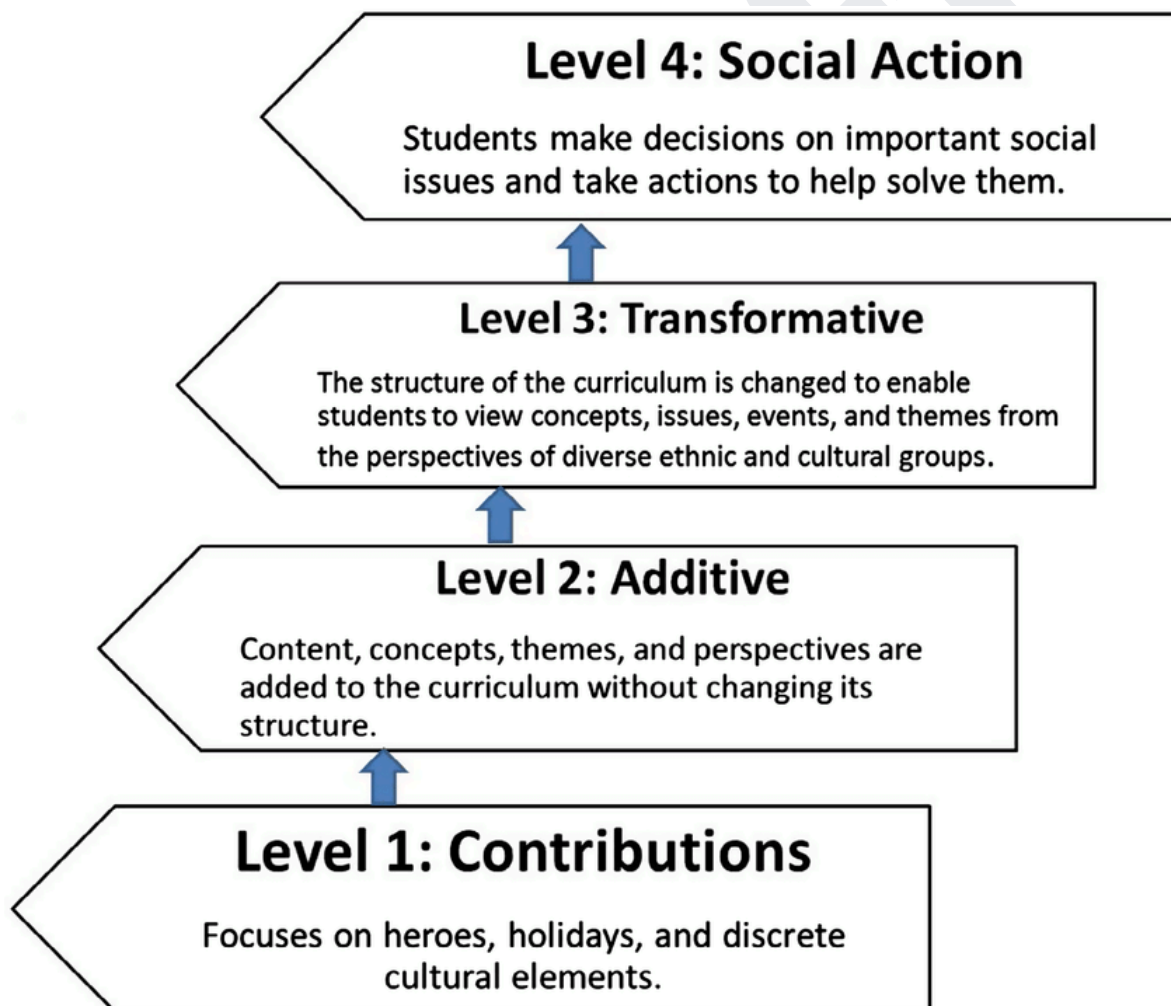 Level 4: Social Action
Students make decisions on important social
issues and take actions to help solve them.
Level 3: Transformative
The structure of the curriculum is changed to enable
students to view concepts, issues, events, and themes from
the perspectives of diverse ethnic and cultural groups.
Level 2: Additive
Content, concepts, themes, and perspectives are
added to the curriculum without changing its
structure.
Level 1: Contributions
Focuses on heroes, holidays, and discrete
cultural elements.